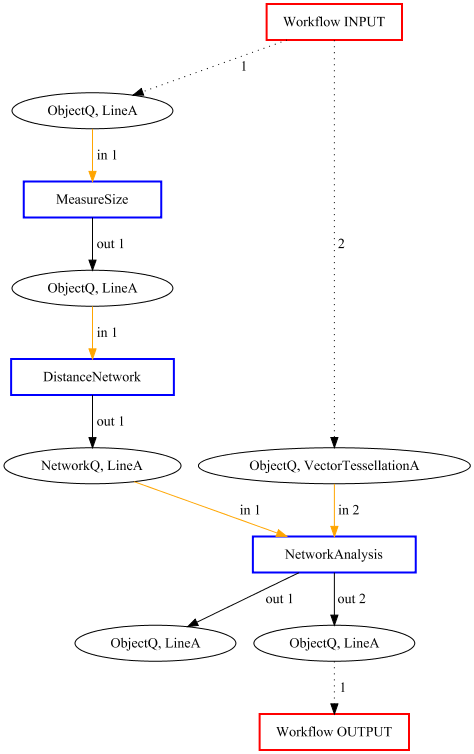 Workflow INPUT
1
ObjectQ, LineA
in 1
MeasureSize
out 1
2
ObjectQ, LineA
in 1
DistanceNetwork
out 1
NetworkQ, LineA
ObjectQ, VectorTessellationA
in 1
in 2
NetworkAnalysis
out 1
out 2
ObjectQ, LineA
ObjectQ, LineA
1
Workflow OUTPUT